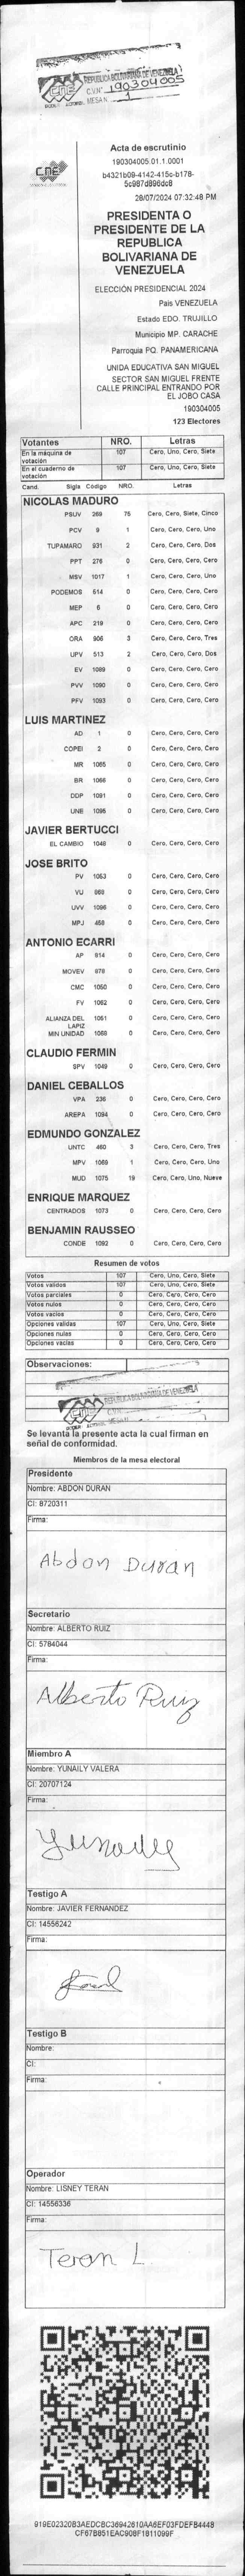 CNE
REPUBLICA BOLIVARIANA DE VENEZUELA
C.V.N° 190304005
MESA N°
CNE
Acta de escrutinio
190304005.01.1.0001
b4321b09-4142-415c-b178-
5c987d896dc8
28/07/2024 07:32:48 PM
PRESIDENTA O
PRESIDENTE DE LA
REPUBLICA
BOLIVARIANA DE
VENEZUELA
ELECCIÓN PRESIDENCIAL 2024
Pais VENEZUELA
Estado EDO. TRUJILLO
Municipio MP. CARACHE
Parroquia PQ. PANAMERICANA
UNIDA EDUCATIVA SAN MIGUEL
SECTOR SAN MIGUEL FRENTE
CALLE PRINCIPAL ENTRANDO POR
EL JOBO CASA
190304005
123 Electores
Votantes NRO. Letras
En la máquina de votación 107 Cero, Uno, Cero, Siete
En el cuaderno de votación 107 Cero, Uno, Cero, Siete
Cand. Sigla Codigo NRO. Letras
NICOLAS MADURO
PSUV 269 75 Cero, Cero, Siete, Cinco
PCV 9 1 Cero, Cero, Cero, Uno
TUPAMARO 931 2 Cero, Cero, Cero, Dos
PPT 276 0 Cero, Cero, Cero, Cero
MSV 1017 1 Cero, Cero, Cero, Uno
PODEMOS 514 0 Cero, Cero, Cero, Cero
MEP 6 0 Cero, Cero, Cero, Cero
APC 219 0 Cero, Cero, Cero, Cero
ORA 906 3 Cero, Cero, Cero, Tres
UPV 513 2 Cero, Cero, Cero, Dos
EV 1089 0 Cero, Cero, Cero, Cero
PVV 1090 0 Cero, Cero, Cero, Cero
PFV 1093 0 Cero, Cero, Cero, Cero
LUIS MARTINEZ
AD 1 0 Cero, Cero, Cero, Cero
COPEI 2 0 Cero, Cero, Cero, Cero
MR 1065 0 Cero, Cero, Cero, Cero
BR 1066 0 Cero, Cero, Cero, Cero
DDP 1091 0 Cero, Cero, Cero, Cero
UNE 1095 0 Cero, Cero, Cero, Cero
JAVIER BERTUCCI
EL CAMBIO 1048 0 Cero, Cero, Cero, Cero
JOSE BRITO
PV 1053 0 Cero, Cero, Cero, Cero
VU 968 0 Cero, Cero, Cero, Cero
UVV 1096 0 Cero, Cero, Cero, Cero
MPJ 458 0 Cero, Cero, Cero, Cero
ANTONIO ECARRI
AP 914 0 Cero, Cero, Cero, Cero
MOVEV 978 0 Cero, Cero, Cero, Cero
CMC 1050 0 Cero, Cero, Cero, Cero
FV 1062 0 Cero, Cero, Cero, Cero
ALIANZA DEL LAPIZ 1051 0 Cero, Cero, Cero, Cero
MIN UNIDAD 1068 0 Cero, Cero, Cero, Cero
CLAUDIO FERMIN
SPV 1049 0 Cero, Cero, Cero, Cero
DANIEL CEBALLOS
VPA 236 0 Cero, Cero, Cero, Cero
AREPA 1094 0 Cero, Cero, Cero, Cero
EDMUNDO GONZALEZ
UNTC 460 3 Cero, Cero, Cero, Tres
MPV 1069 1 Cero, Cero, Cero, Uno
MUD 1075 19 Cero, Cero, Uno, Nueve
ENRIQUE MARQUEZ
CENTRADOS 1073 0 Cero, Cero, Cero, Cero
BENJAMIN RAUSSEO
CONDE 1092 0 Cero, Cero, Cero, Cero
Resumen de votos
Votos 107 Cero, Uno, Cero, Siete
Votos validos 107 Cero, Uno, Cero, Siete
Votos parciales 0 Cero, Cero, Cero, Cero
Votos nulos 0 Cero, Cero, Cero, Cero
Votos vacios 0 Cero, Cero, Cero, Cero
Opciones validas 107 Cero, Uno, Cero, Siete
Opciones nulas 0 Cero, Cero, Cero, Cero
Opciones vacias 0 Cero, Cero, Cero, Cero
Observaciones:
CNE
REPUBLICA BOLIVARIANA DE VENEZUELA
Se levanta la presente acta la cual firman en
señal de conformidad.
Miembros de la mesa electoral
Presidente
Nombre: ABDON DURAN
CI: 8720311
Firma:
Abdon Duran
Secretario
Nombre: ALBERTO RUIZ
CI: 5784044
Firma:
Alberto Ruiz
Miembro A
Nombre: YUNAILY VALERA
CI: 20707124
Firma:
Yunaily
Testigo A
Nombre: JAVIER FERNANDEZ
CI: 14556242
Firma:
Testigo B
Nombre:
CI:
Firma:
Operador
Nombre: LISNEY TERAN
CI: 14556336
Firma:
Teran L.
919E02320B3AEDCBC36942610AA6EF03FDEFB4448
CF67B851EAC908F1811099F